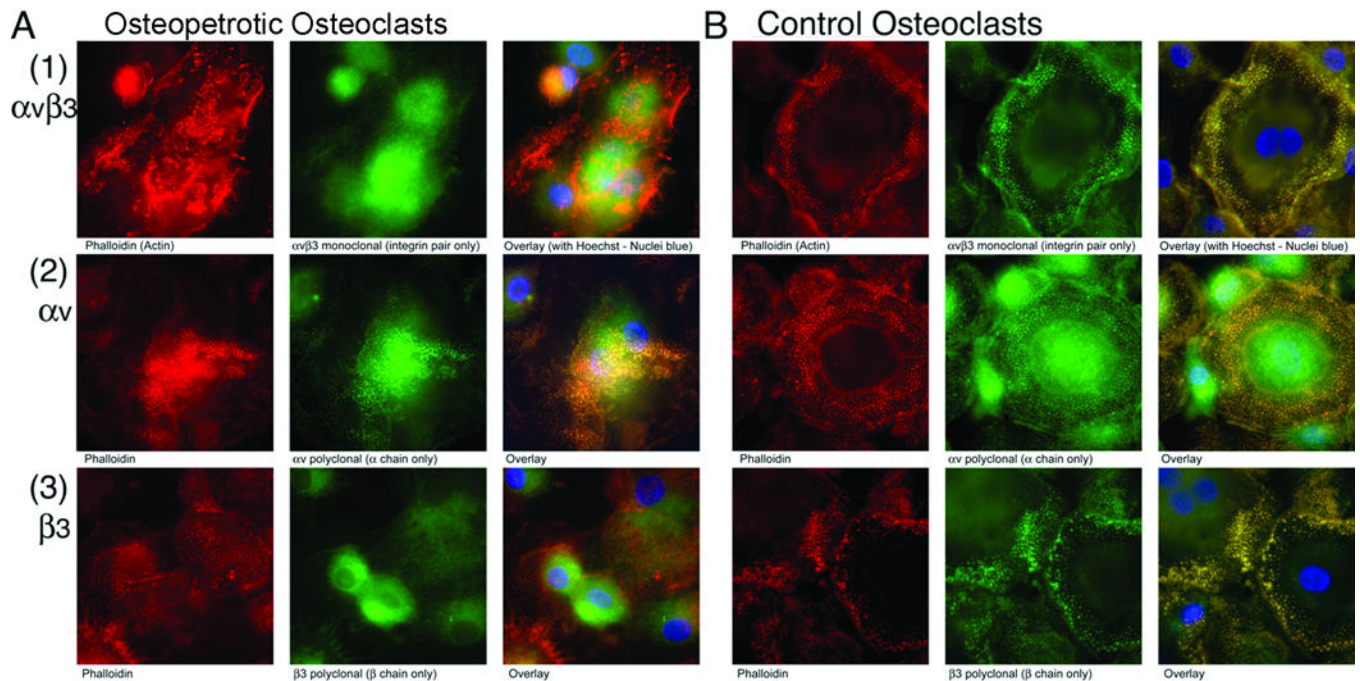 A Osteopetrotic Osteoclasts
B Control Osteoclasts
(1)
αvβ3
Phalloidin (Actin)
αvβ3 monoclonal (integrin pair only)
Overlay (with Hoechst - Nuclei blue)
Phalloidin (Actin)
αvβ3 monoclonal (integrin pair only)
Overlay (with Hoechst - Nuclei blue)
(2)
αv
Phalloidin
αv polyclonal (α chain only)
Overlay
Phalloidin
αv polyclonal (α chain only)
Overlay
(3)
β3
Phalloidin
β3 polyclonal (β chain only)
Overlay
Phalloidin
β3 polyclonal (β chain only)
Overlay